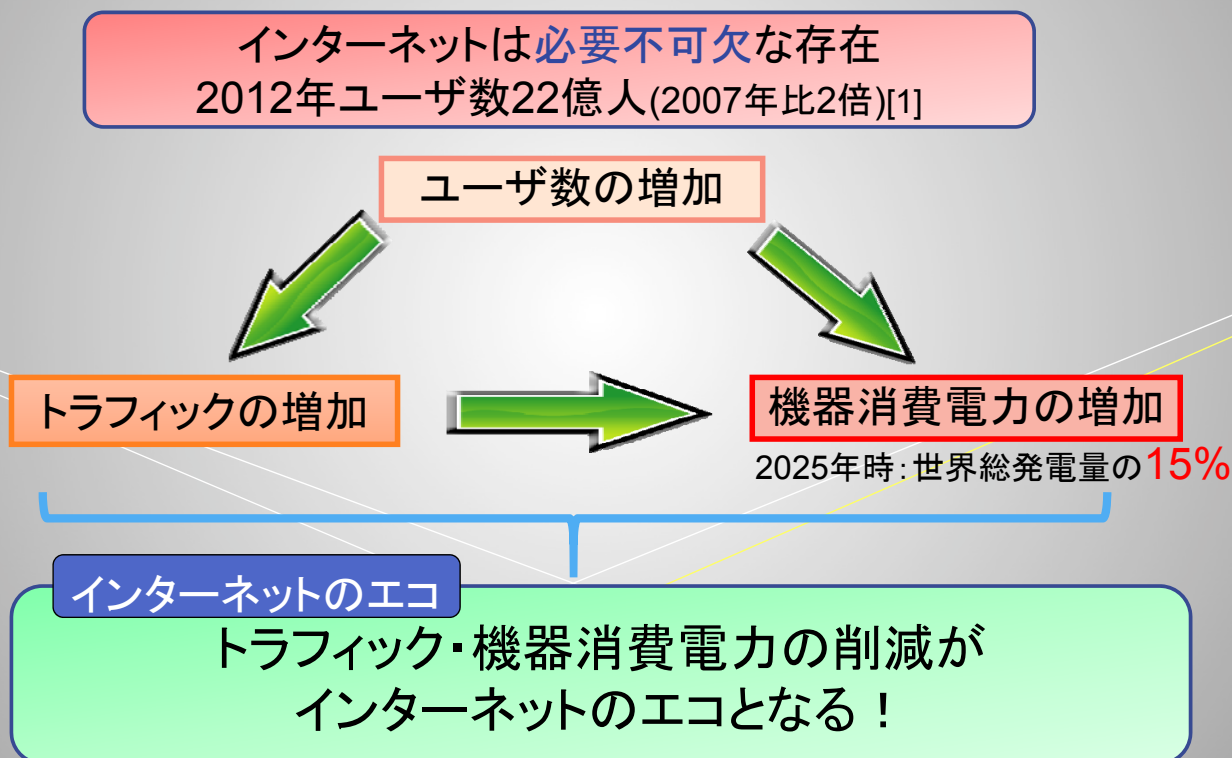 インターネットは必要不可欠な存在
2012年ユーザ数22億人(2007年比2倍)[1]
ユーザ数の増加
トラフィックの増加
機器消費電力の増加
2025年時:世界総発電量の15%
インターネットのエコ
トラフィック・機器消費電力の削減が
インターネットのエコとなる！